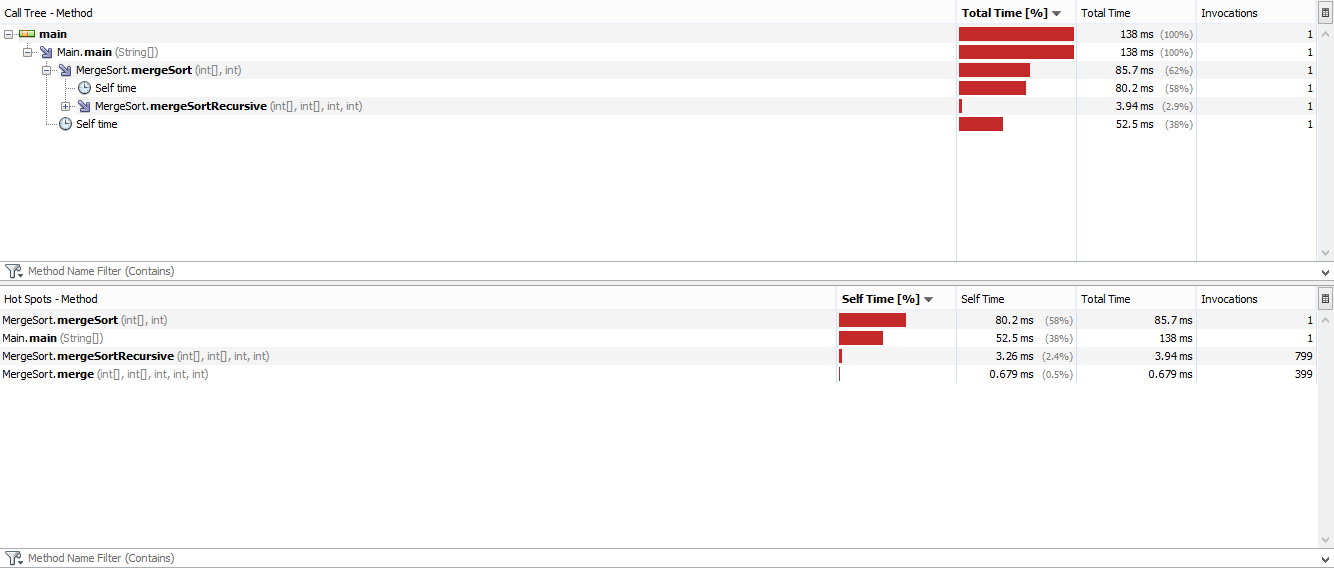 Call Tree - Method Total Time [%] Total Time Invocations
main 138 ms (100%) 1
Main.main (String[]) 138 ms (100%) 1
MergeSort.mergeSort (int[], int) 85.7 ms (62%) 1
Self time 80.2 ms (58%) 1
MergeSort.mergeSortRecursive (int[], int[], int, int) 3.94 ms (2.9%) 1
Self time 52.5 ms (38%) 1
Method Name Filter (Contains)
Hot Spots - Method Self Time [%] Self Time Total Time Invocations
MergeSort.mergeSort (int[], int) 80.2 ms (58%) 85.7 ms 1
Main.main (String[]) 52.5 ms (38%) 138 ms 1
MergeSort.mergeSortRecursive (int[], int[], int, int) 3.26 ms (2.4%) 3.94 ms 799
MergeSort.merge (int[], int[], int, int, int) 0.679 ms (0.5%) 0.679 ms 399
Method Name Filter (Contains)